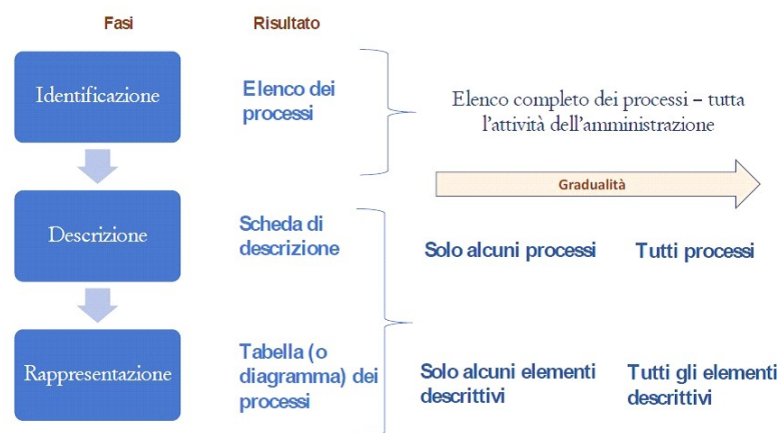 Fasi
Risultato
Identificazione
Elenco dei
processi
Elenco completo dei processi – tutta
l'attività dell'amministrazione
Gradualità
Descrizione
Scheda di
descrizione
Solo alcuni processi
Tutti processi
Rappresentazione
Tabella (o
diagramma) dei
processi
Solo alcuni elementi
descrittivi
Tutti gli elementi
descrittivi